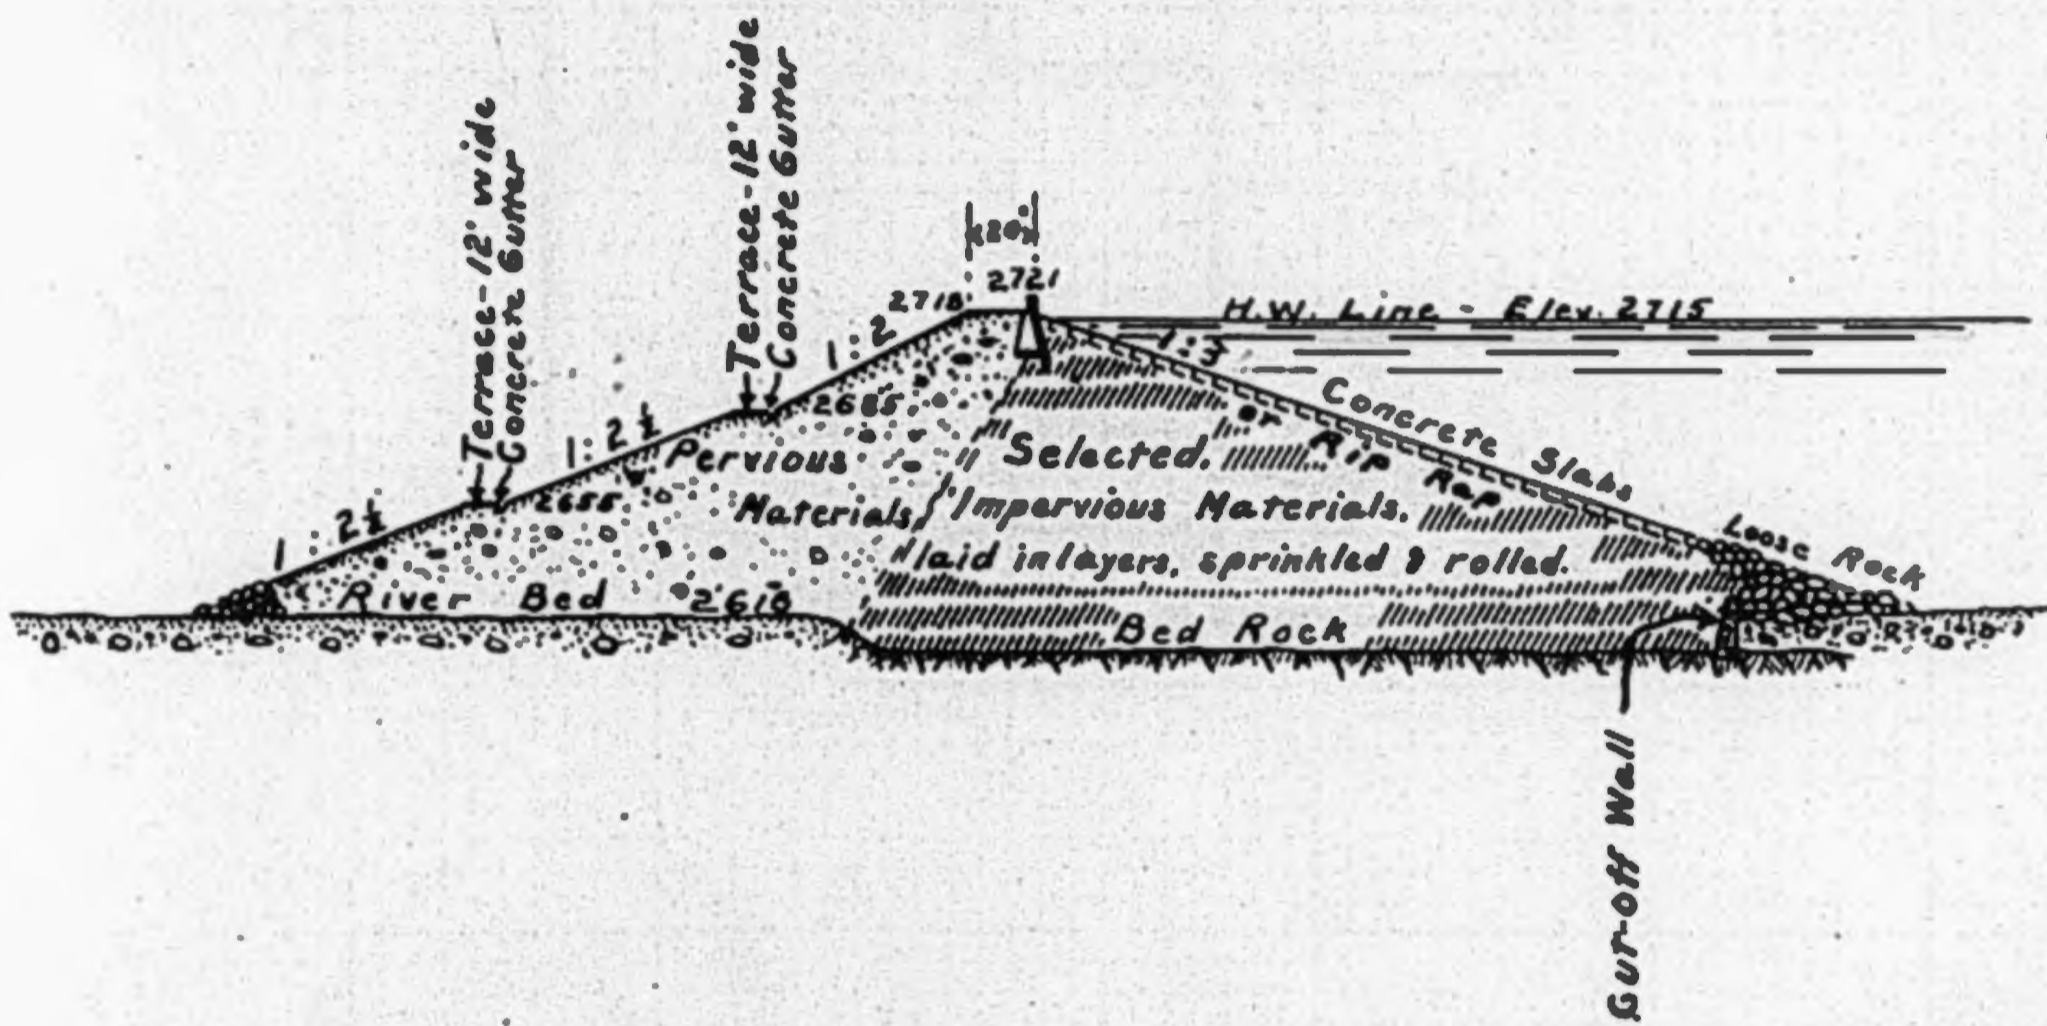 Terrace-12' wide
Concrete Gutter
Terrace-12' wide
Concrete Gutter
20'
2721
2718
H.W. Line - Elev. 2715
1:2
1:3
2685
Concrete Slabs
or Rip Rap
1:2½
Pervious
Materials
2655
Selected.
Impervious Materials.
laid in layers, sprinkled & rolled.
1:2½
Loose Rock
River Bed 2618
Bed Rock
Cut-off Wall